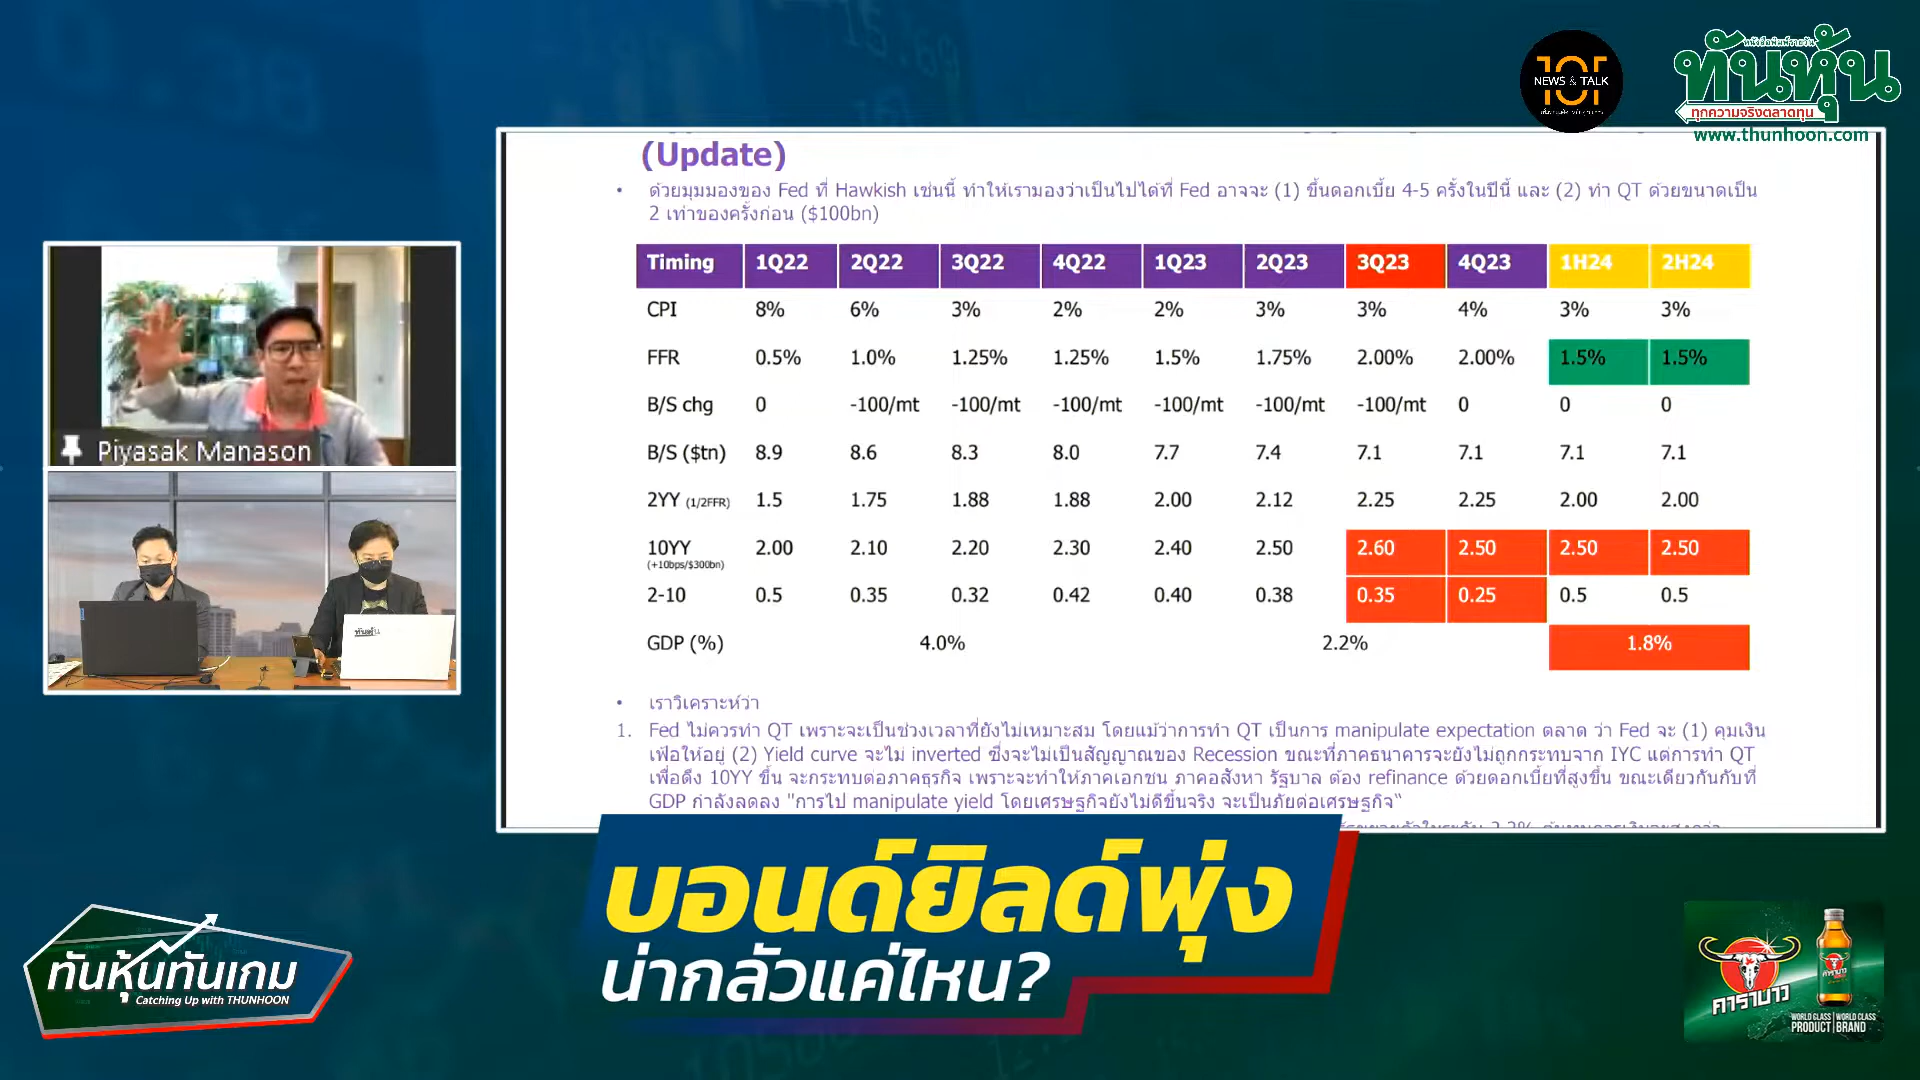 NEWS & TALK
101
หนังสือพิมพ์รายวัน
ทันหุ้น
ทุกความจริงตลาดทุน
www.thunhoon.com
(Update)
• ด้วยมุมมองของ Fed ที่ Hawkish เช่นนี้ ทำให้เรามองว่าเป็นไปได้ที่ Fed อาจจะ (1) ขึ้นดอกเบี้ย 4-5 ครั้งในปีนี้ และ (2) ทำ QT ด้วยขนาดเป็น
2 เท่าของครั้งก่อน ($100bn)
Timing 1Q22 2Q22 3Q22 4Q22 1Q23 2Q23 3Q23 4Q23 1H24 2H24
CPI 8% 6% 3% 2% 2% 3% 3% 4% 3% 3%
FFR 0.5% 1.0% 1.25% 1.25% 1.5% 1.75% 2.00% 2.00% 1.5% 1.5%
B/S chg 0 -100/mt -100/mt -100/mt -100/mt -100/mt -100/mt 0 0 0
B/S ($tn) 8.9 8.6 8.3 8.0 7.7 7.4 7.1 7.1 7.1 7.1
2YY (1/2FFR) 1.5 1.75 1.88 1.88 2.00 2.12 2.25 2.25 2.00 2.00
10YY 2.00 2.10 2.20 2.30 2.40 2.50 2.60 2.50 2.50 2.50
(+10bps/$300bn)
2-10 0.5 0.35 0.32 0.42 0.40 0.38 0.35 0.25 0.5 0.5
GDP (%) 4.0% 2.2% 1.8%
• เราวิเคราะห์ว่า
1. Fed ไม่ควรทำ QT เพราะจะเป็นช่วงเวลาที่ยังไม่เหมาะสม โดยแม้ว่าการทำ QT เป็นการ manipulate expectation ตลาด ว่า Fed จะ (1) คุมเงิน
เฟ้อให้อยู่ (2) Yield curve จะไม่ inverted ซึ่งจะไม่เป็นสัญญาณของ Recession ขณะที่ภาคธนาคารจะยังไม่ถูกกระทบจาก IYC แต่การทำ QT
เพื่อดึง 10YY ขึ้น จะกระทบต่อภาคธุรกิจ เพราะจะทำให้ภาคเอกชน ภาคอสังหา รัฐบาล ต้อง refinance ด้วยดอกเบี้ยที่สูงขึ้น ขณะเดียวกันกับที่
GDP กำลังลดลง "การไป manipulate yield โดยเศรษฐกิจยังไม่ดีขึ้นจริง จะเป็นภัยต่อเศรษฐกิจ"
Piyasak Manason
ทันหุ้น
บอนด์ยิลด์พุ่ง
น่ากลัวแค่ไหน?
ทันหุ้นทันเกม
Catching Up with THUNHOON
คาราบาว
WORLD CLASS PRODUCT
WORLD CLASS BRAND